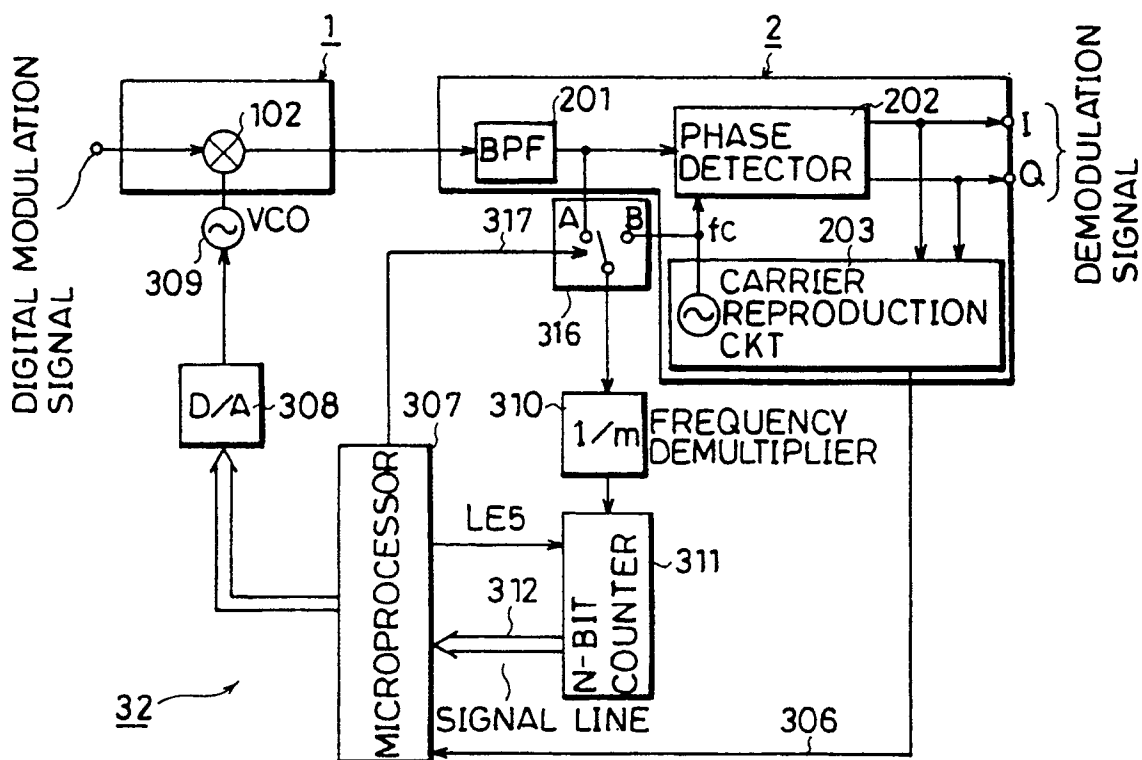 1
2
DIGITAL MODULATION
SIGNAL
102
VCO
309
D/A
308
32
201
BPF
202
PHASE
DETECTOR
I
Q
DEMODULATION
SIGNAL
317
A
B
fc
316
203
CARRIER
REPRODUCTION
CKT
310
1/m
FREQUENCY
DEMULTIPLIER
307
MICROPROCESSOR
LE5
312
SIGNAL LINE
N-BIT
COUNTER
311
306